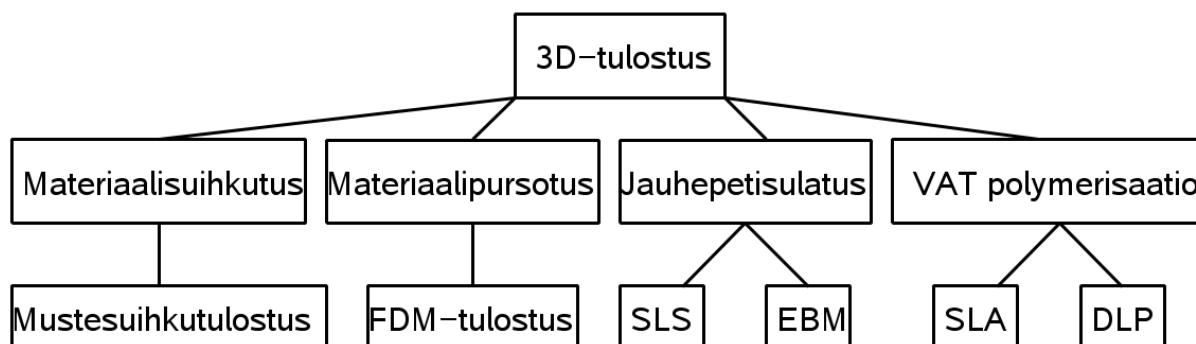 3D-tulostus
Materiaalisuihkutus
Materiaalipursotus
Jauhepetisulatus
VAT polymerisaatio
Mustesuihkutulostus
FDM-tulostus
SLS
EBM
SLA
DLP